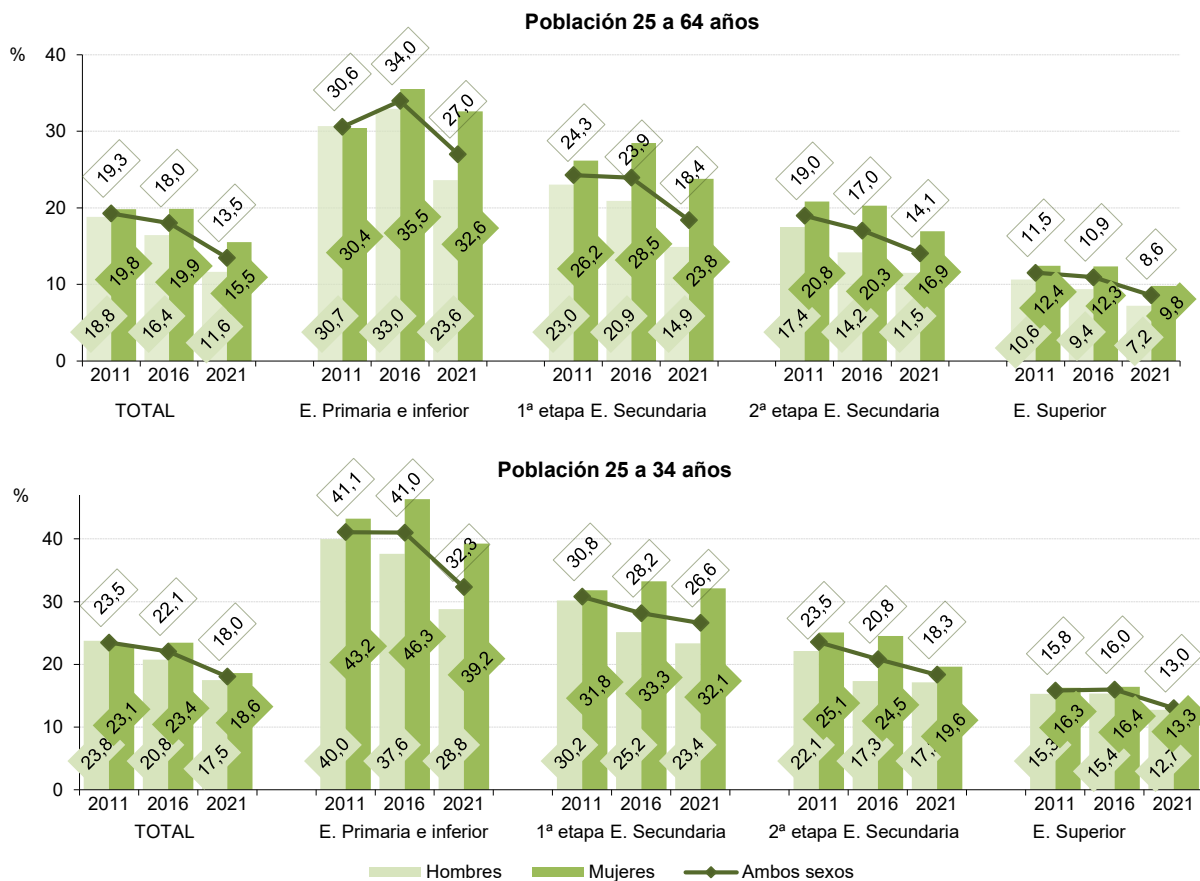 Población 25 a 64 años
%
40
30
20
10
0
19,3 18,0 13,5 30,6 34,0 27,0 24,3 23,9 18,4 19,0 17,0 14,1 11,5 10,9 8,6
19,8 19,9 15,5 30,4 35,5 32,6 26,2 28,5 23,8 20,8 20,3 16,9 12,4 12,3 9,8
18,8 16,4 11,6 30,7 33,0 23,6 23,0 20,9 14,9 17,4 14,2 11,5 10,6 9,4 7,2
2011 2016 2021 2011 2016 2021 2011 2016 2021 2011 2016 2021 2011 2016 2021
TOTAL E. Primaria e inferior 1ª etapa E. Secundaria 2ª etapa E. Secundaria E. Superior
Población 25 a 34 años
%
40
30
20
10
0
23,5 22,1 18,0 41,1 41,0 32,3 30,8 28,2 26,6 23,5 20,8 18,3 15,8 16,0 13,0
23,1 23,4 18,6 43,2 46,3 39,2 31,8 33,3 32,1 25,1 24,5 19,6 16,3 16,4 13,3
23,8 20,8 17,5 40,0 37,6 28,8 30,2 25,2 23,4 22,1 17,3 15,3 15,4 12,7
2011 2016 2021 2011 2016 2021 2011 2016 2021 2011 2016 2021 2011 2016 2021
TOTAL E. Primaria e inferior 1ª etapa E. Secundaria 2ª etapa E. Secundaria E. Superior
Hombres Mujeres Ambos sexos